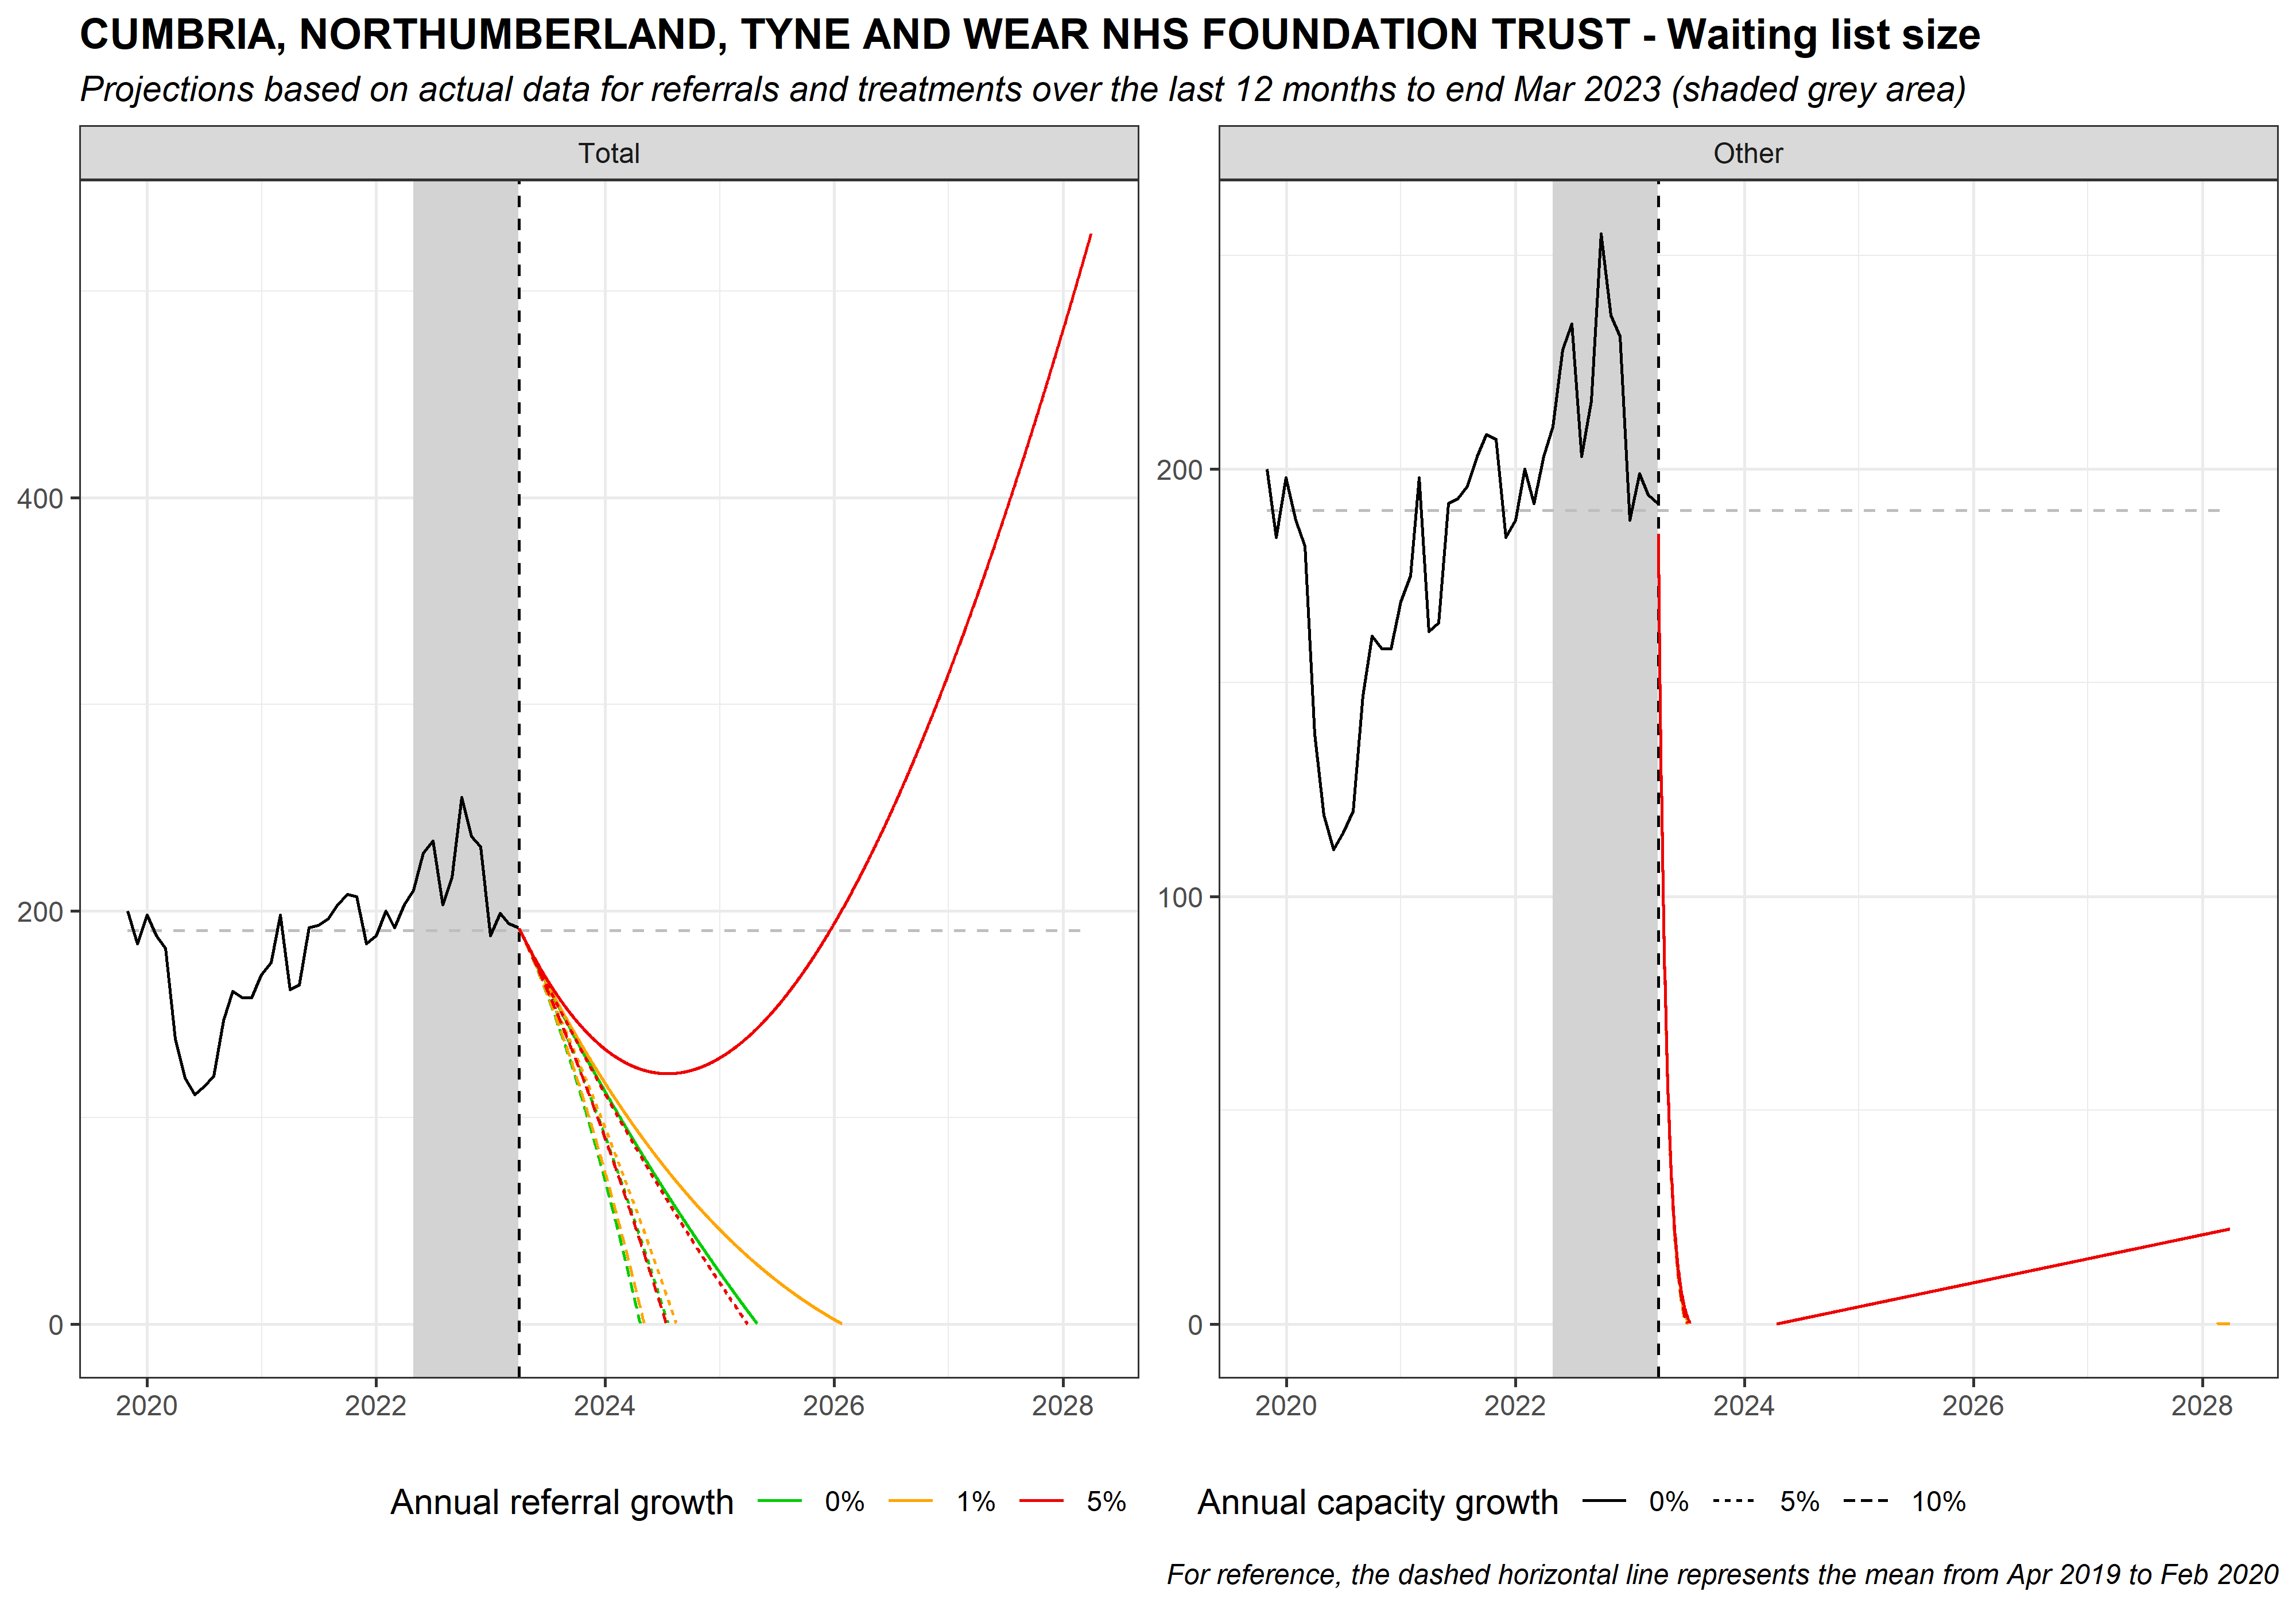 CUMBRIA, NORTHUMBERLAND, TYNE AND WEAR NHS FOUNDATION TRUST - Waiting list size
Projections based on actual data for referrals and treatments over the last 12 months to end Mar 2023 (shaded grey area)
Total
Other
400
200
0
200
100
0
2020 2022 2024 2026 2028
2020 2022 2024 2026 2028
Annual referral growth 0% 1% 5%
Annual capacity growth 0% 5% 10%
For reference, the dashed horizontal line represents the mean from Apr 2019 to Feb 2020